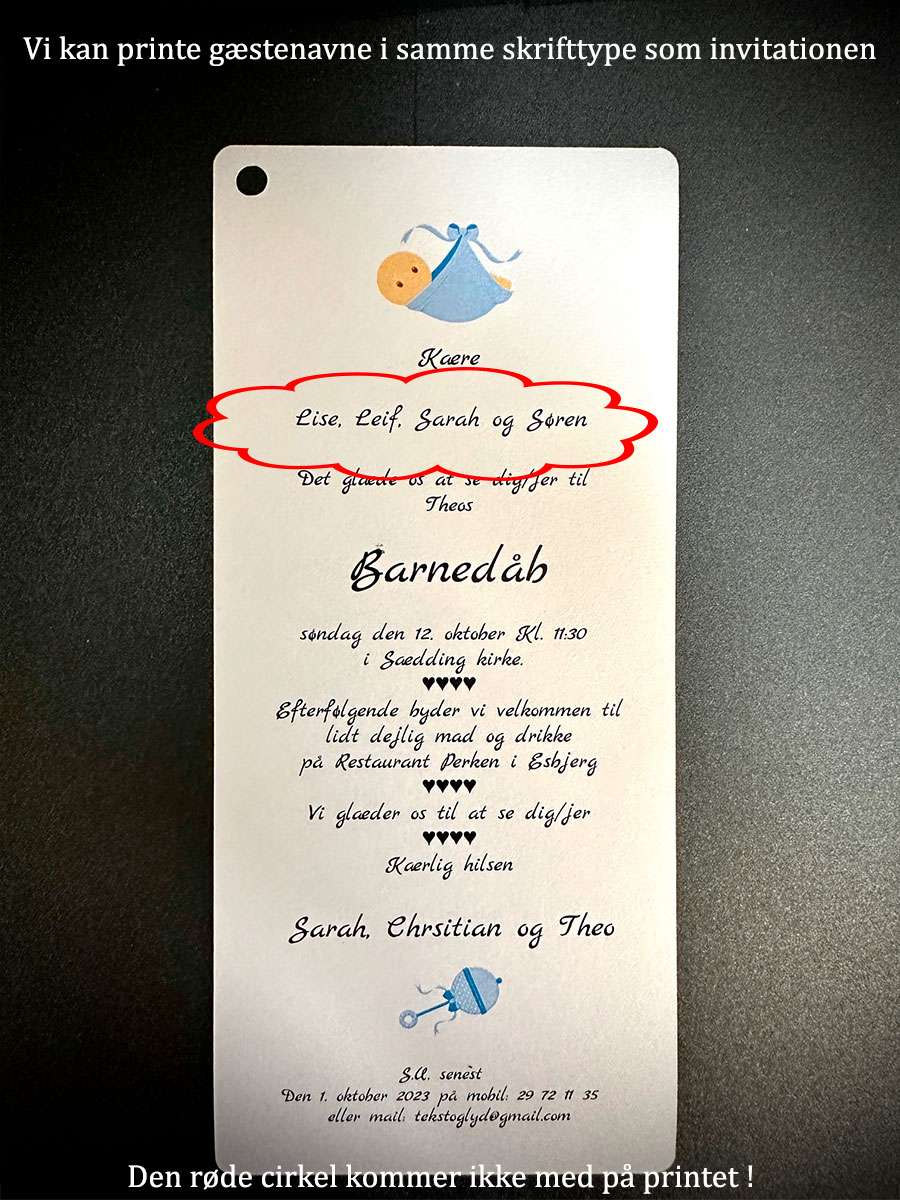 Vi kan printe gæstenavne i samme skrifttype som invitationen
Kære
Lise, Leif, Sarah og Søren
Det glæde os at se dig/jer til
Theos
Barnedåb
søndag den 12. oktober Kl. 11:30
i Sædding kirke.
♥♥♥♥
Efterfølgende byder vi velkommen til
lidt dejlig mad og drikke
på Restaurant Perken i Esbjerg
♥♥♥♥
Vi glæder os til at se dig/jer
♥♥♥♥
Kærlig hilsen
Sarah, Chrsitian og Theo
S.U. senèst
Den 1. oktober 2023 på mobil: 29 72 11 35
eller mail: tekstoglyd@gmail.com
Den røde cirkel kommer ikke med på printet !